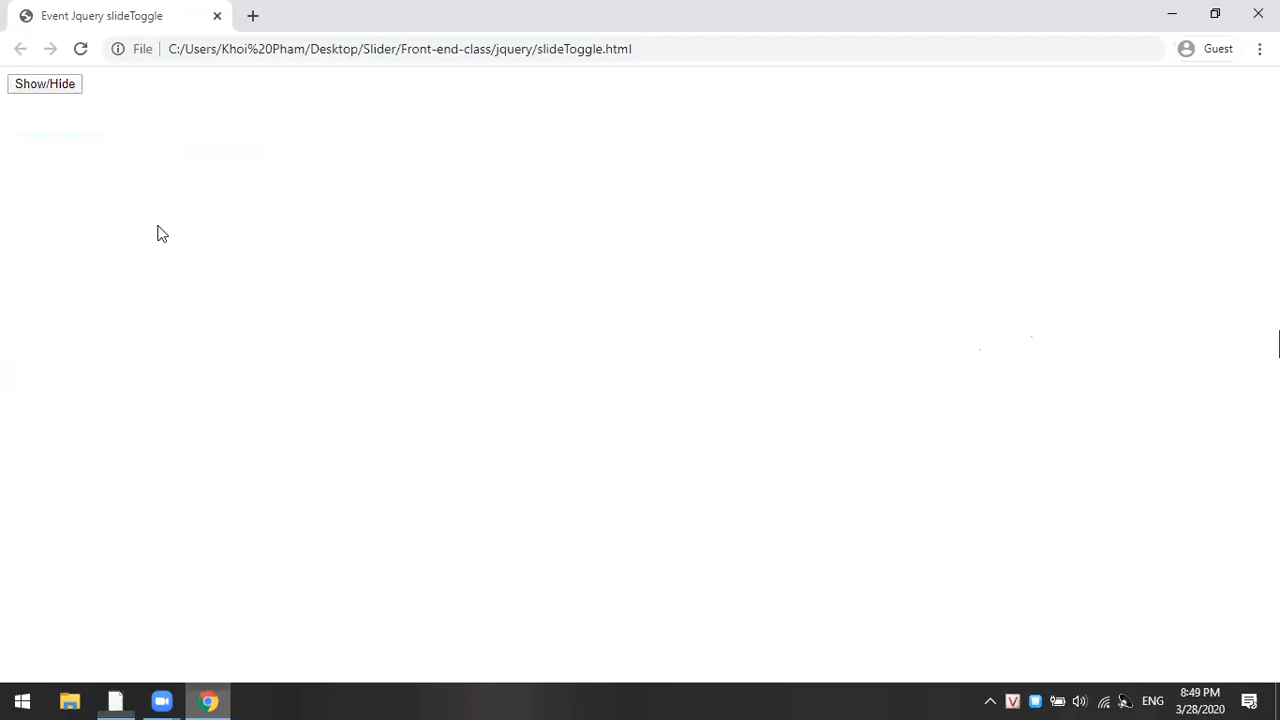 Event Jquery slideToggle
File C:/Users/Khoi%20Pham/Desktop/Slider/Front-end-class/jquery/slideToggle.html
Guest
Show/Hide
V
ENG
8:49 PM
3/28/2020